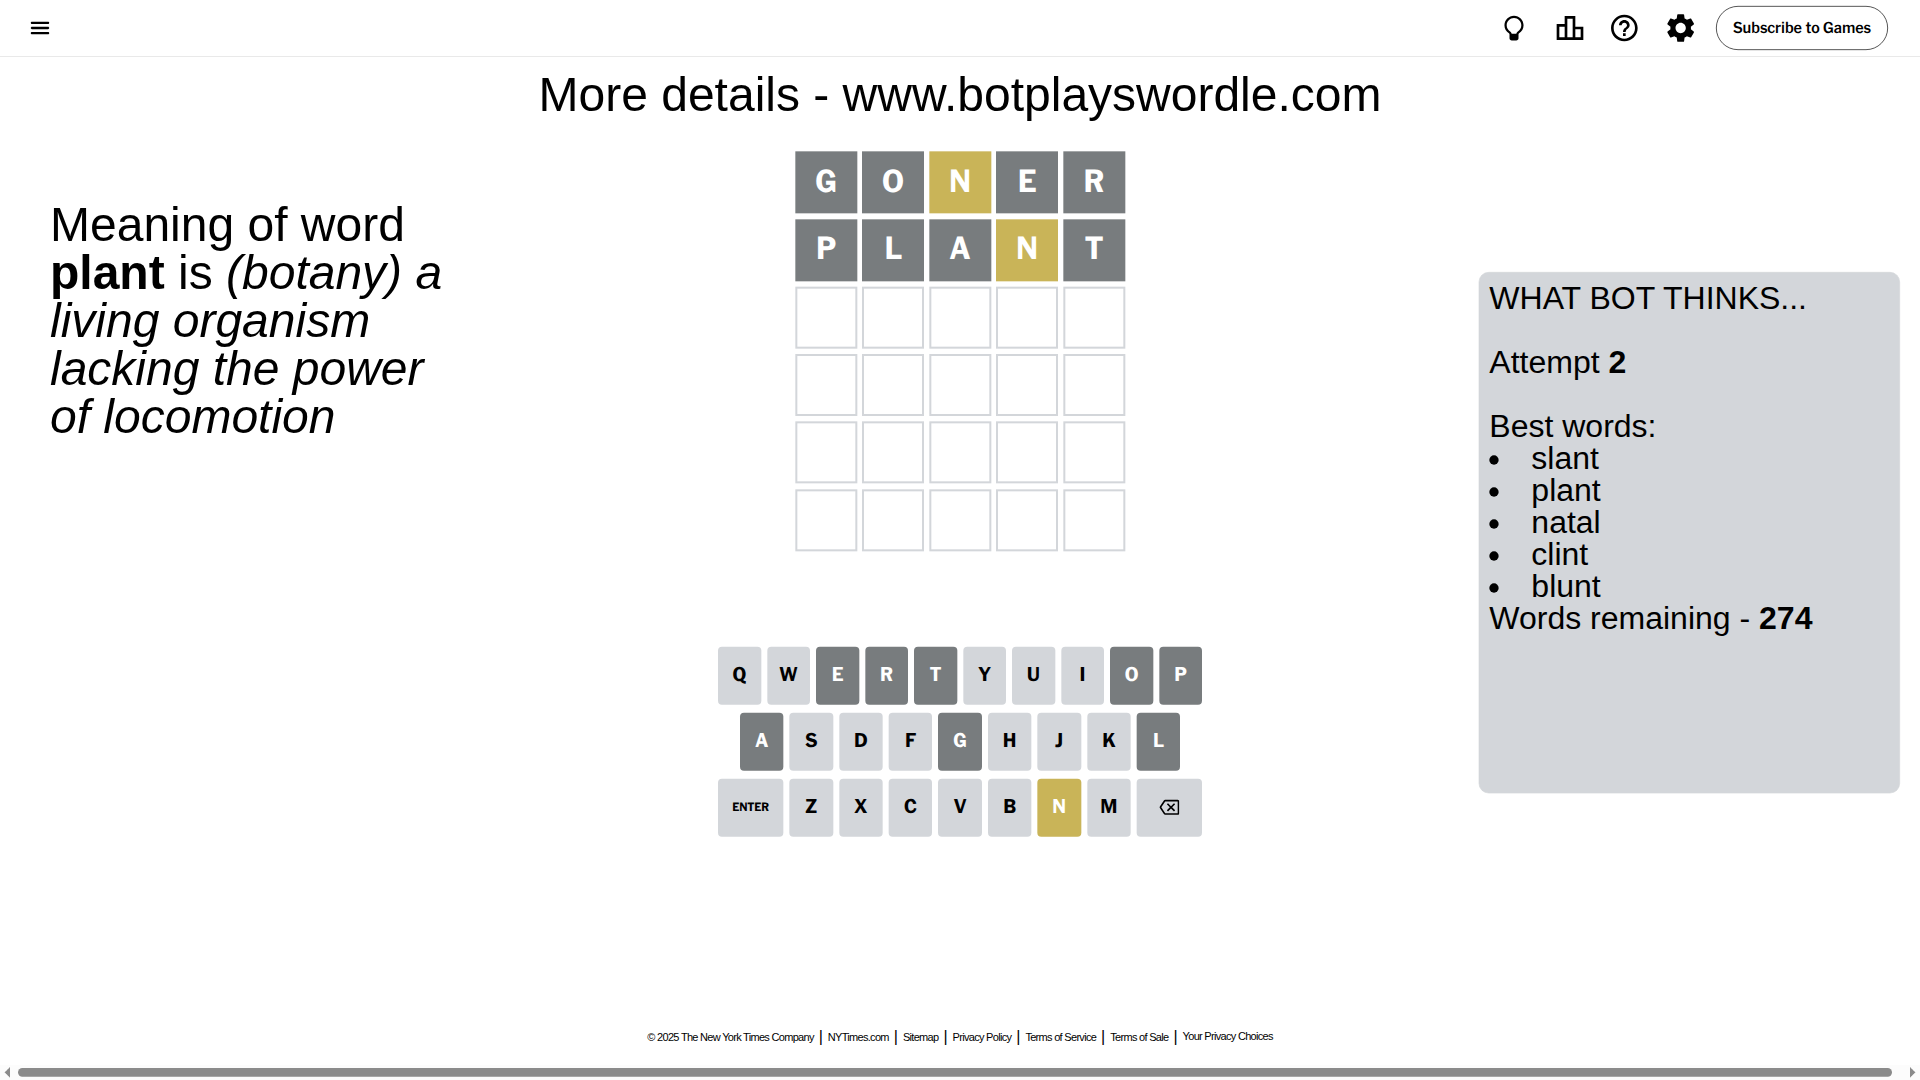 Subscribe to Games
More details - www.botplayswordle.com
G O N E R
P L A N T
Meaning of word
plant is (botany) a
living organism
lacking the power
of locomotion
WHAT BOT THINKS...
Attempt 2
Best words:
• slant
• plant
• natal
• clint
• blunt
Words remaining - 274
Q W E R T Y U I O P
A S D F G H J K L
ENTER Z X C V B N M
© 2025 The New York Times Company | NYTimes.com | Sitemap | Privacy Policy | Terms of Service | Terms of Sale | Your Privacy Choices